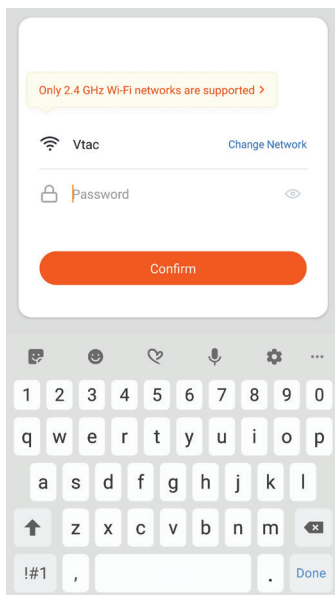 Only 2.4 GHz Wi-Fi networks are supported >
Vtac Change Network
Password
Confirm
1 2 3 4 5 6 7 8 9 0
q w e r t y u i o p
a s d f g h j k l
z x c v b n m
!#1 , . Done